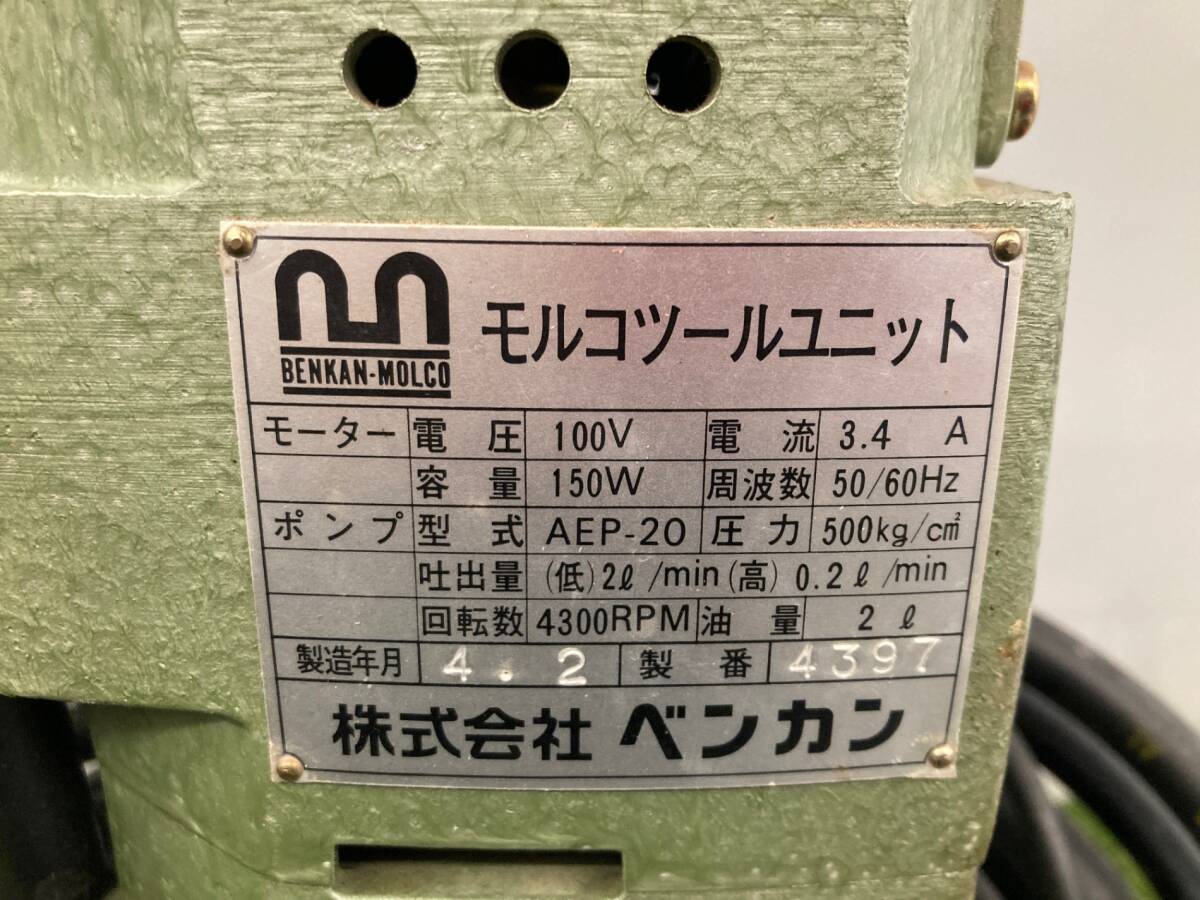 BENKAN-MOLCO
モルコツールユニット
モーター 電圧 100V 電流 3.4 A
容量 150W 周波数 50/60Hz
ポンプ 型式 AEP-20 圧力 500kg/cm²
吐出量 (低)2ℓ/min(高)0.2ℓ/min
回転数 4300RPM 油量 2ℓ
製造年月 4.2 製番 4397
株式会社ベンカン